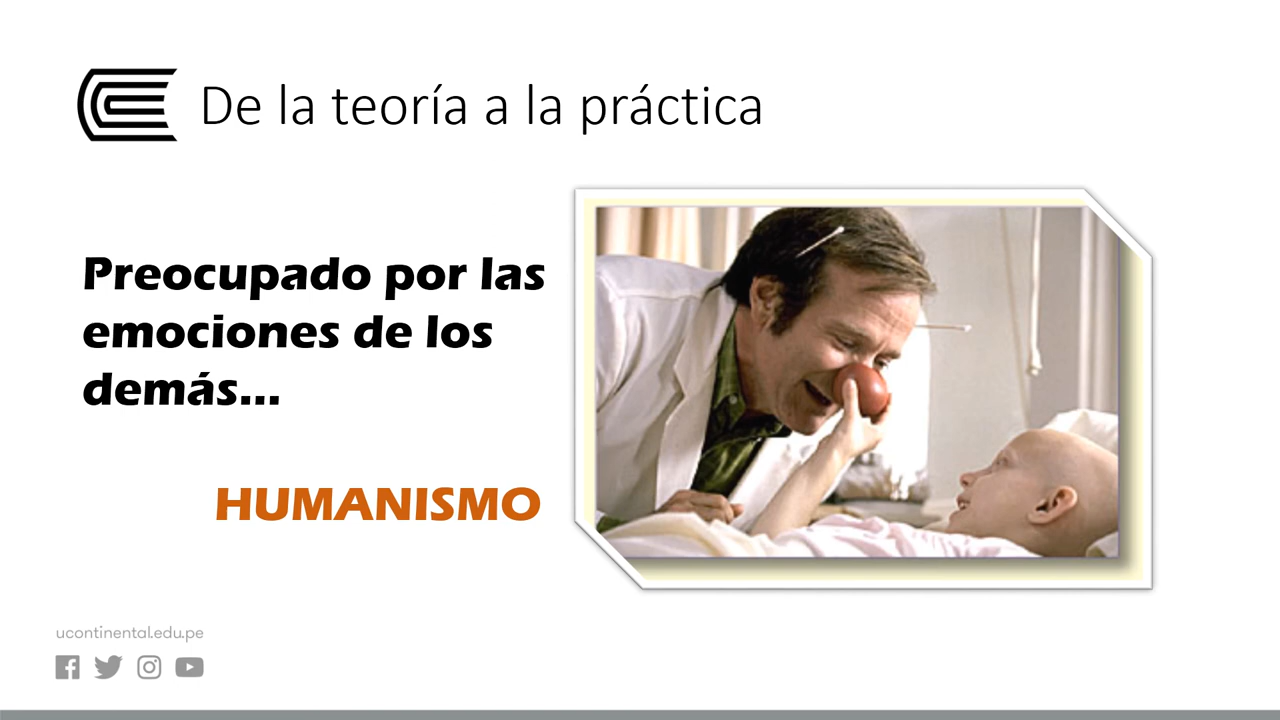 De la teoría a la práctica
Preocupado por las
emociones de los
demás...
HUMANISMO
ucontinental.edu.pe